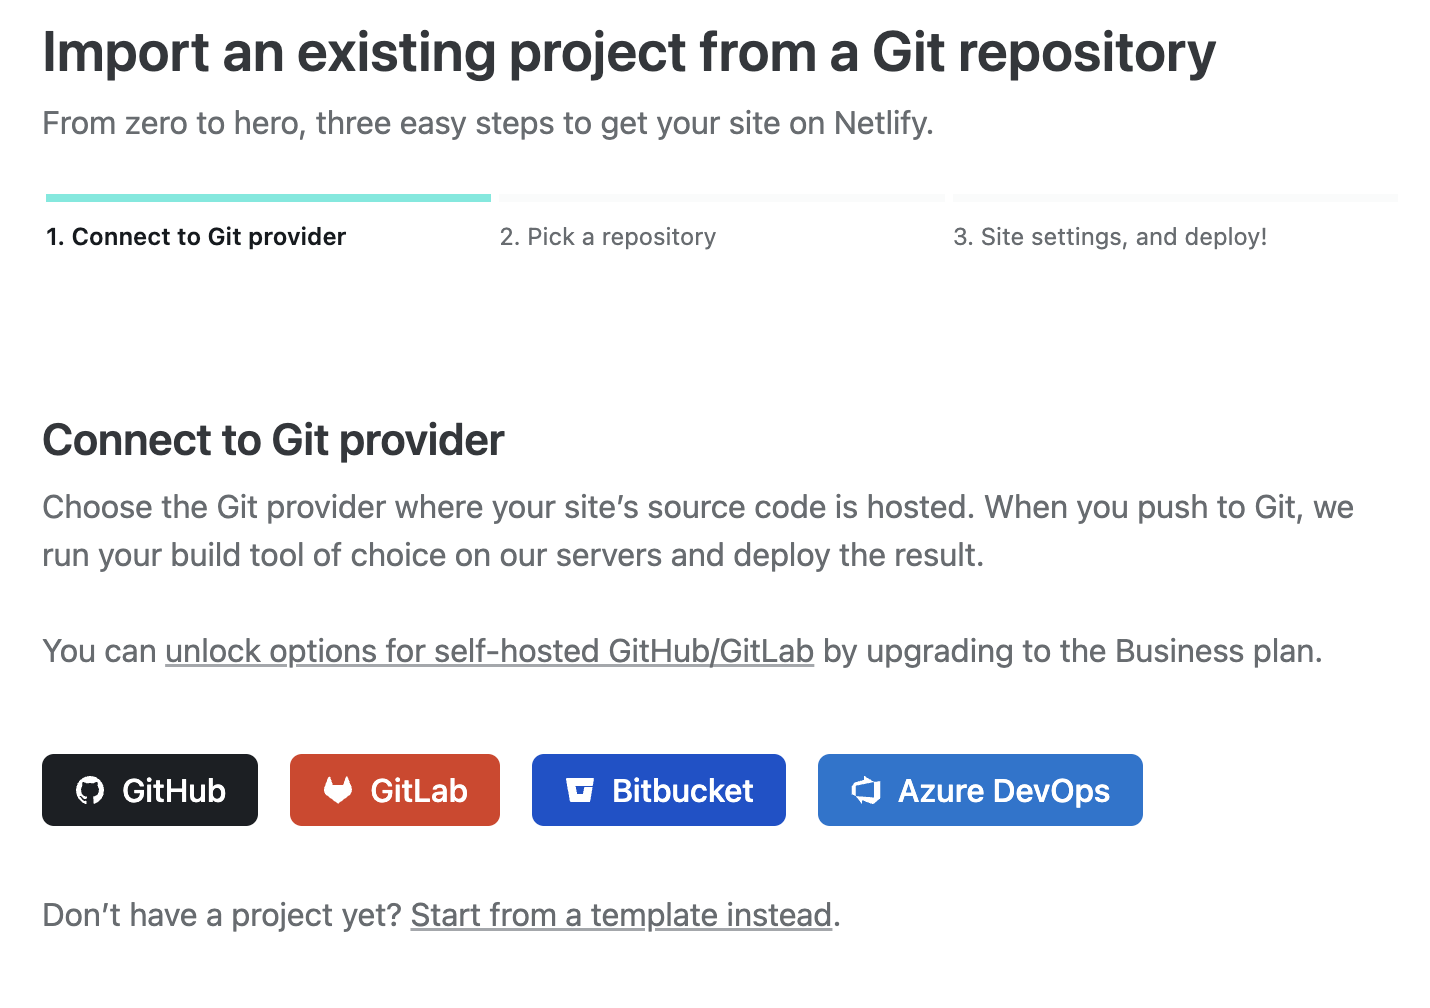 Import an existing project from a Git repository
From zero to hero, three easy steps to get your site on Netlify.
1. Connect to Git provider
2. Pick a repository
3. Site settings, and deploy!
Connect to Git provider
Choose the Git provider where your site’s source code is hosted. When you push to Git, we
run your build tool of choice on our servers and deploy the result.
You can unlock options for self-hosted GitHub/GitLab by upgrading to the Business plan.
GitHub
GitLab
Bitbucket
Azure DevOps
Don’t have a project yet? Start from a template instead.